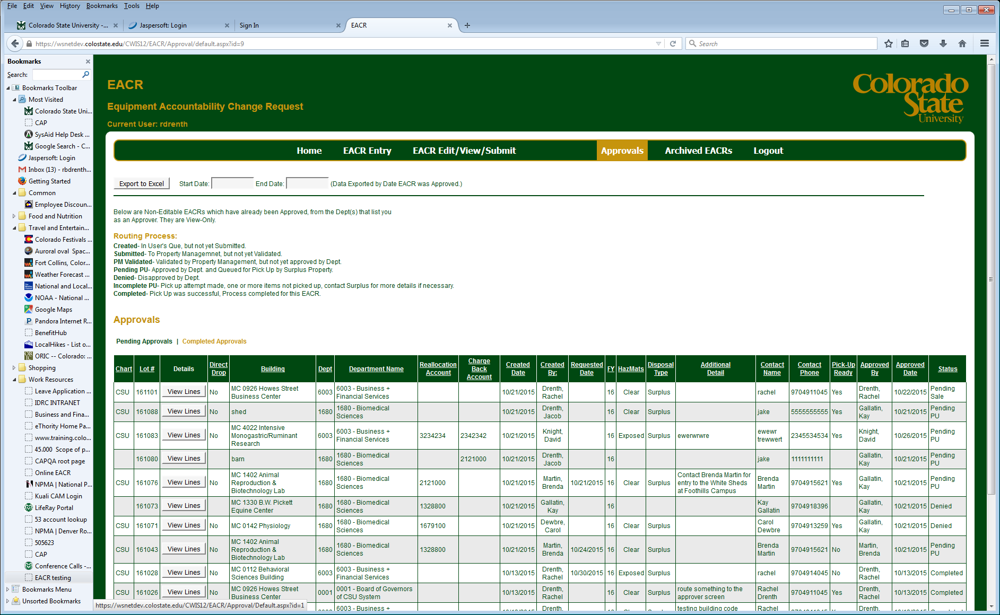 File Edit View History Bookmarks Tools Help
Colorado State University -...
Jaspersoft: Login
Sign In
EACR
https://wsnetdev.colostate.edu/CWIS12/EACR/Approval/default.aspx?id=9
Search
Bookmarks
Search:
Bookmarks Toolbar
Most Visited
Colorado State Uni...
CAP
SysAid Help Desk ...
Google Search - C...
Jaspersoft: Login
Inbox (13) - rbdrenth...
Getting Started
Common
Employee Discoun...
Food and Nutrition
Travel and Entertain...
Colorado Festivals ...
Auroral oval Spac...
Fort Collins, Color...
Weather Forecast ...
National and Local...
NOAA - National ...
Google Maps
Pandora Internet R...
BenefitHub
LocalHikes - List o...
ORIC -- Colorado: ...
Shopping
Work Resources
Leave Application ...
IDRC INTRANET
Business and Fina...
eThority Home Pa...
www.training.colo...
45.000 Scope of p...
CAPQA root page
Online EACR
NPMA | National P...
Kuali CAM Login
LifeRay Portal
53 account lookup
NPMA | Denver Ro...
505623
CAP
Conference Calls -...
EACR testing
Bookmarks Menu
Unsorted Bookmarks
EACR
Equipment Accountability Change Request
Current User: rdrenth
Colorado
State
University
Home EACR Entry EACR Edit/View/Submit Approvals Archived EACRs Logout
Export to Excel Start Date: End Date: (Data Exported by Date EACR was Approved.)
Below are Non-Editable EACRs which have already been Approved, from the Dept(s) that list you
as an Approver. They are View-Only.
Routing Process:
Created- In User's Que, but not yet Submitted.
Submitted- To Property Managemnet, but not yet Validated.
PM Validated- Validated by Property Management, but not yet approved by Dept.
Pending PU- Approved by Dept. and Queued for Pick Up by Surplus Property.
Denied- Disapproved by Dept.
Incomplete PU- Pick up attempt made, one or more items not picked up, contact Surplus for more details if necessary.
Completed- Pick Up was successful, Process completed for this EACR.
Approvals
Pending Approvals | Completed Approvals
Chart Lot # Details Direct Drop Building Dept Department Name Reallocation Account Charge Back Account Created Date Created By: Requested Date FY HazMats Disposal Type Additional Detail Contact Name Contact Phone Pick-Up Ready Approved By Approved Date Status
CSU 161101 View Lines No MC 0926 Howes Street Business Center 6003 6003 - Business + Financial Services 10/21/2015 Drenth, Rachel 16 Clear Surplus rachel 9704911045 Yes Drenth, Rachel 10/22/2015 Pending Sale
CSU 161088 View Lines No shed 1680 1680 - Biomedical Sciences 10/21/2015 Drenth, Jacob 16 Clear Surplus jake 5555555555 Yes Gallatin, Kay 10/21/2015 Pending PU
CSU 161083 View Lines No MC 4022 Intensive Monogastric/Ruminant Research 6003 6003 - Business + Financial Services 3234234 2342342 10/21/2015 Knight, David 16 Exposed Surplus ewerwrwre ewewr trewwert 2345534534 Yes Knight, David 10/26/2015 Pending PU
161080 View Lines barn 1680 1680 - Biomedical Sciences 2121000 10/21/2015 Drenth, Jacob 16 jake 1111111111 Gallatin, Kay 10/21/2015 Pending PU
CSU 161076 View Lines No MC 1402 Animal Reproduction & Biotechnology Lab 1680 1680 - Biomedical Sciences 2121000 10/21/2015 Martin, Brenda 10/21/2015 16 Clear Surplus Contact Brenda Martin for entry to the White Sheds at Foothills Campus Brenda Martin 9704915621 Yes Gallatin, Kay 10/21/2015 Pending PU
161073 View Lines MC 1330 B.W. Pickett Equine Center 1680 1680 - Biomedical Sciences 1328800 10/21/2015 Gallatin, Kay 16 Kay Gallatin 9704918396 Gallatin, Kay 10/21/2015 Denied
CSU 161071 View Lines No MC 0142 Physiology 1680 1680 - Biomedical Sciences 1679100 10/21/2015 Dewbre, Carol 16 Clear Surplus Carol Dewbre 9704913259 Yes Gallatin, Kay 10/21/2015 Denied
CSU 161043 View Lines No MC 1402 Animal Reproduction & Biotechnology Lab 1680 1680 - Biomedical Sciences 1328800 10/21/2015 Martin, Brenda 10/24/2015 16 Clear Surplus Brenda Martin 9704915621 No Martin, Brenda 10/21/2015 Pending PU
CSU 161028 View Lines No MC 0112 Behavioral Sciences Building 6003 6003 - Business + Financial Services 10/13/2015 Drenth, Rachel 10/30/2015 16 Exposed Surplus rachel 9704914045 No Drenth, Rachel 10/13/2015 Completed
CSU 161026 View Lines No MC 0926 Howes Street Business Center 0001 0001 - Board of Governors of CSU System 10/13/2015 Drenth, Rachel 16 Clear Surplus route something to the approver screen Rachel Drenth 9704911045 Yes Drenth, Rachel 10/13/2015 Completed
6003 - Business + Drenth, testing building code Rachel Drenth,
https://wsnetdev.colostate.edu/CWIS12/EACR/Approval/Default.aspx?id=1